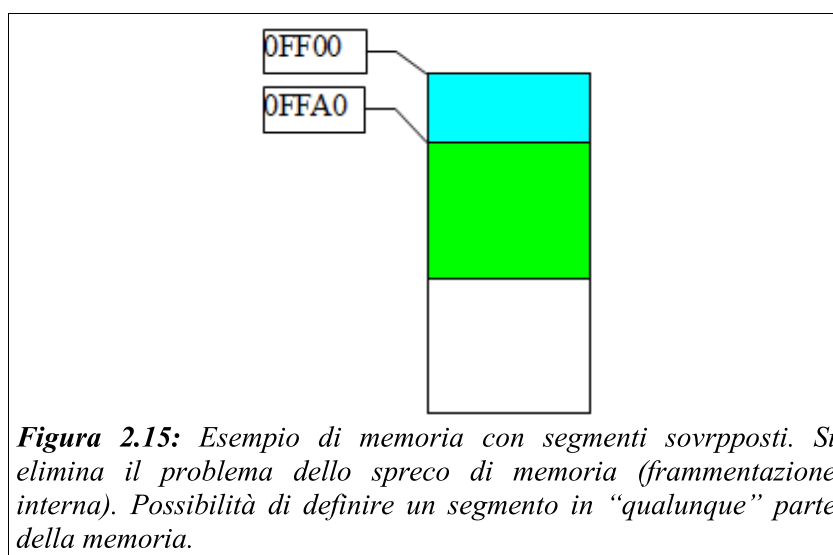 0FF00
0FFA0
Figura 2.15: Esempio di memoria con segmenti sovrpposti. Si
elimina il problema dello spreco di memoria (frammentazione
interna). Possibilità di definire un segmento in “qualunque” parte
della memoria.